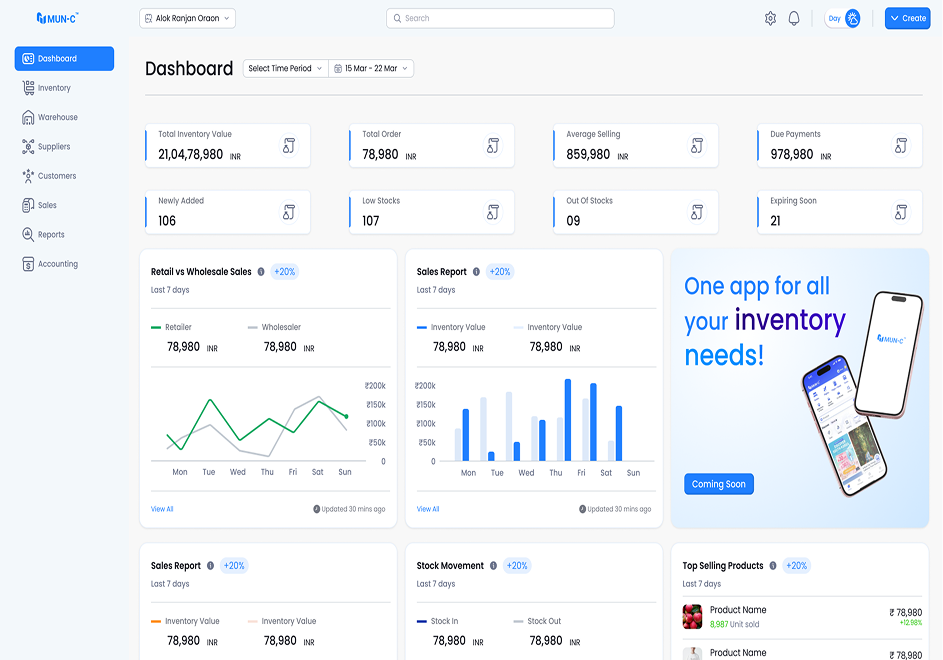 MUN-C™
Alok Ranjan Oraon
Search
Day
Create
Dashboard
Inventory
Warehouse
Suppliers
Customers
Sales
Reports
Accounting
Dashboard
Select Time Period
15 Mar - 22 Mar
Total Inventory Value
21,04,78,980 INR
Total Order
78,980 INR
Average Selling
859,980 INR
Due Payments
978,980 INR
Newly Added
106
Low Stocks
107
Out Of Stocks
09
Expiring Soon
21
Retail vs Wholesale Sales
+20%
Last 7 days
Retailer
78,980 INR
Wholesaler
78,980 INR
₹200k
₹150k
₹100k
₹50k
0
Mon Tue Wed Thu Fri Sat Sun
View All
Updated 30 mins ago
Sales Report
+20%
Last 7 days
Inventory Value
78,980 INR
Inventory Value
78,980 INR
₹200k
₹150k
₹100k
₹50k
0
Mon Tue Wed Thu Fri Sat Sun
View All
Updated 30 mins ago
One app for all
your inventory
needs!
MUN-C™
Coming Soon
Sales Report
+20%
Last 7 days
Inventory Value
78,980 INR
Inventory Value
78,980 INR
Stock Movement
+20%
Last 7 days
Stock In
78,980 INR
Stock Out
78,980 INR
Top Selling Products
+20%
Last 7 days
Product Name
₹ 78,980
8,987 Unit sold
+12.98%
Product Name
₹ 78,980